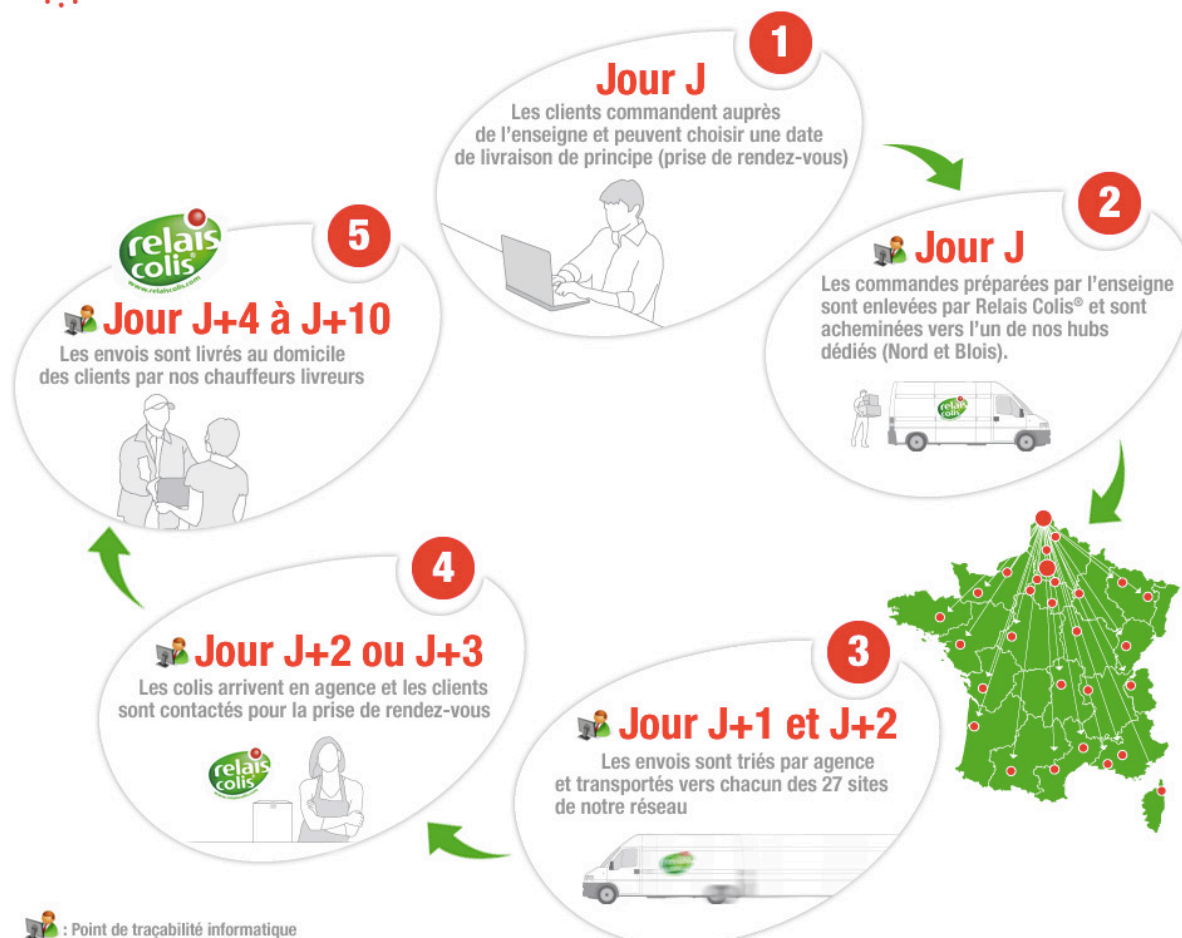 1
Jour J
Les clients commandent auprès
de l'enseigne et peuvent choisir une date
de livraison de principe (prise de rendez-vous)
2
Jour J
Les commandes préparées par l'enseigne
sont enlevées par Relais Colis® et sont
acheminées vers l'un de nos hubs
dédiés (Nord et Blois).
relais
colis
3
Jour J+1 et J+2
Les envois sont triés par agence
et transportés vers chacun des 27 sites
de notre réseau
4
Jour J+2 ou J+3
Les colis arrivent en agence et les clients
sont contactés pour la prise de rendez-vous
relais
colis
5
relais
colis®
www.relaiscolis.com
Jour J+4 à J+10
Les envois sont livrés au domicile
des clients par nos chauffeurs livreurs
: Point de traçabilité informatique